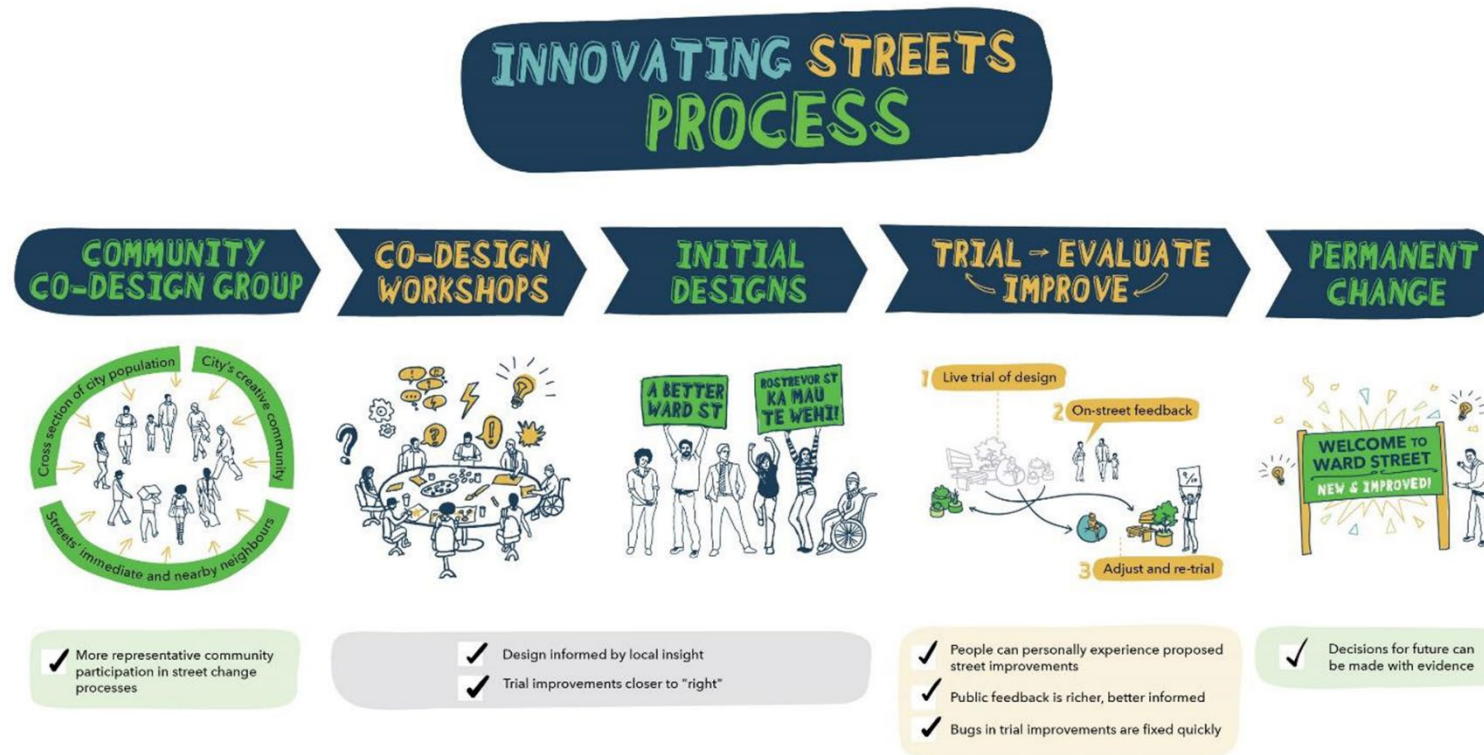 INNOVATING STREETS
PROCESS
COMMUNITY
CO-DESIGN GROUP
CO-DESIGN
WORKSHOPS
INITIAL
DESIGNS
TRIAL → EVALUATE
IMPROVE
PERMANENT
CHANGE
Cross section of city population
City's creative community
Streets' immediate and nearby neighbours
A BETTER
WARD ST
ROSTREVOR ST
KA MAU
TE WEHI!
1 Live trial of design
2 On-street feedback
9/10
3 Adjust and re-trial
WELCOME TO
WARD STREET
NEW & IMPROVED!
More representative community
participation in street change
processes
Design informed by local insight
Trial improvements closer to "right"
People can personally experience proposed
street improvements
Public feedback is richer, better informed
Bugs in trial improvements are fixed quickly
Decisions for future can
be made with evidence